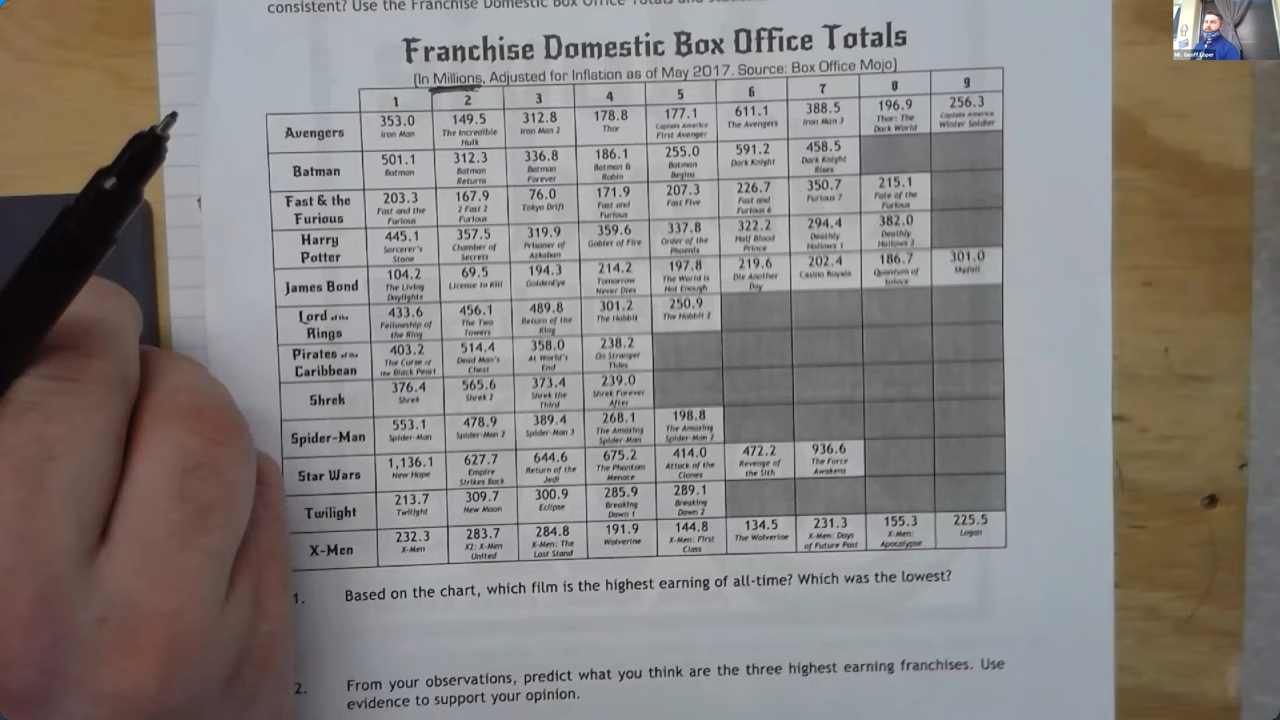 consistent? Use the Franchise Domestic Box Office Totals and
Franchise Domestic Box Office Totals
(In Millions, Adjusted for Inflation as of May 2017. Source: Box Office Mojo)
1 2 3 4 5 6 7 8 9
Avengers 353.0 Iron Man 149.5 The Incredible Hulk 312.8 Iron Man 2 178.8 Thor 177.1 Captain America First Avenger 611.1 The Avengers 388.5 Iron Man 3 196.9 Thor: The Dark World 256.3 Captain America Winter Soldier
Batman 501.1 Batman 312.3 Batman Returns 336.8 Batman Forever 186.1 Batman & Robin 255.0 Batman Begins 591.2 Dark Knight 458.5 Dark Knight Rises
Fast & the Furious 203.3 Fast and the Furious 167.9 2 Fast 2 Furious 76.0 Tokyo Drift 171.9 Fast and Furious 207.3 Fast Five 226.7 Fast and Furious 6 350.7 Furious 7 215.1 Fate of the Furious
Harry Potter 445.1 Sorcerer's Stone 357.5 Chamber of Secrets 319.9 Prisoner of Azkaban 359.6 Goblet of Fire 337.8 Order of the Phoenix 322.2 Half Blood Prince 294.4 Deathly Hallows 1 382.0 Deathly Hallows 2
James Bond 104.2 The Living Daylights 69.5 License to Kill 194.3 GoldenEye 214.2 Tomorrow Never Dies 197.8 The World is Not Enough 219.6 Die Another Day 202.4 Casino Royale 186.7 Quantum of Solace 301.0 Skyfall
Lord of the Rings 433.6 Fellowship of the Ring 456.1 The Two Towers 489.8 Return of the King 301.2 The Hobbit 250.9 The Hobbit 2
Pirates of the Caribbean 403.2 The Curse of the Black Pearl 514.4 Dead Man's Chest 358.0 At World's End 238.2 On Stranger Tides
Shrek 376.4 Shrek 565.6 Shrek 2 373.4 Shrek the Third 239.0 Shrek Forever After
Spider-Man 553.1 Spider-Man 478.9 Spider-Man 2 389.4 Spider-Man 3 268.1 The Amazing Spider-Man 198.8 The Amazing Spider-Man 2
Star Wars 1,136.1 New Hope 627.7 Empire Strikes Back 644.6 Return of the Jedi 675.2 The Phantom Menace 414.0 Attack of the Clones 472.2 Revenge of the Sith 936.6 The Force Awakens
Twilight 213.7 Twilight 309.7 New Moon 300.9 Eclipse 285.9 Breaking Dawn 1 289.1 Breaking Dawn 2
X-Men 232.3 X-Men 283.7 X2: X-Men United 284.8 X-Men: The Last Stand 191.9 Wolverine 144.8 X-Men: First Class 134.5 The Wolverine 231.3 X-Men: Days of Future Past 155.3 X-Men: Apocalypse 225.5 Logan
1. Based on the chart, which film is the highest earning of all-time? Which was the lowest?
2. From your observations, predict what you think are the three highest earning franchises. Use
evidence to support your opinion.